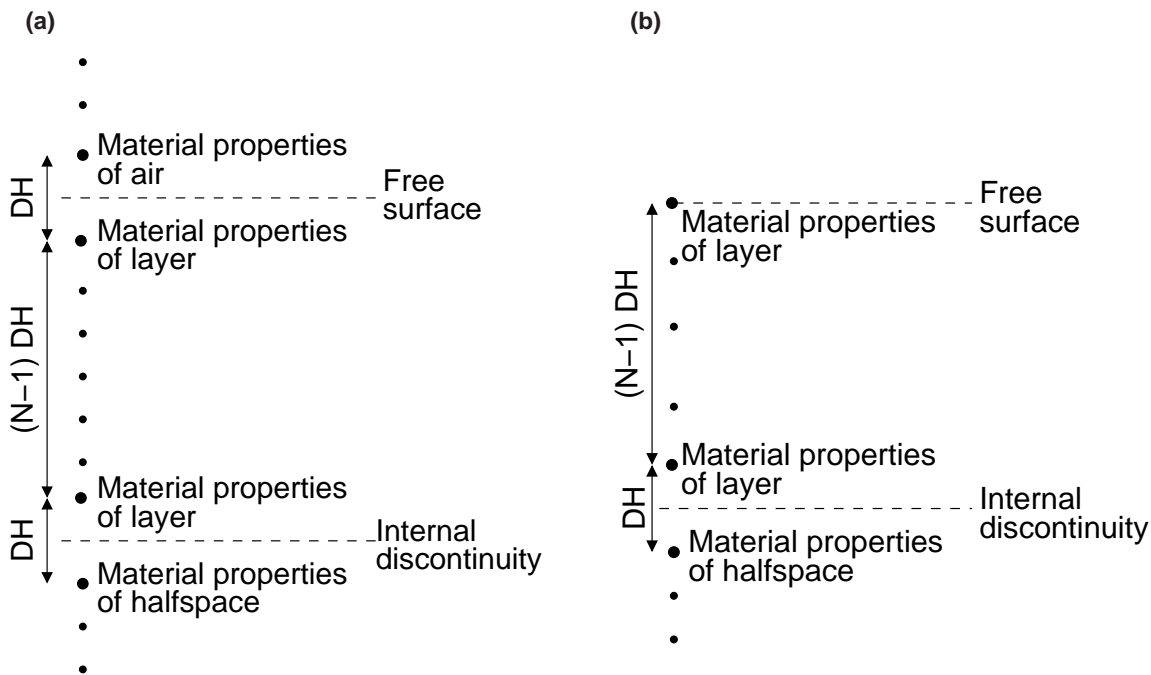 (a)
Material properties
of air
DH
Free
surface
Material properties
of layer
(N–1) DH
Material properties
of layer
DH
Internal
discontinuity
Material properties
of halfspace
(b)
Free
surface
Material properties
of layer
(N–1) DH
Material properties
of layer
DH
Internal
discontinuity
Material properties
of halfspace